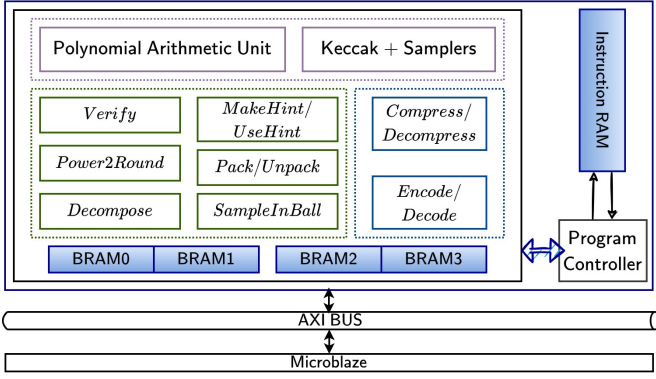 Polynomial Arithmetic Unit
Keccak + Samplers
Verify
MakeHint/
UseHint
Compress/
Decompress
Power2Round
Pack/Unpack
Decompose
SampleInBall
Encode/
Decode
BRAM0
BRAM1
BRAM2
BRAM3
Instruction RAM
Program
Controller
AXI BUS
Microblaze